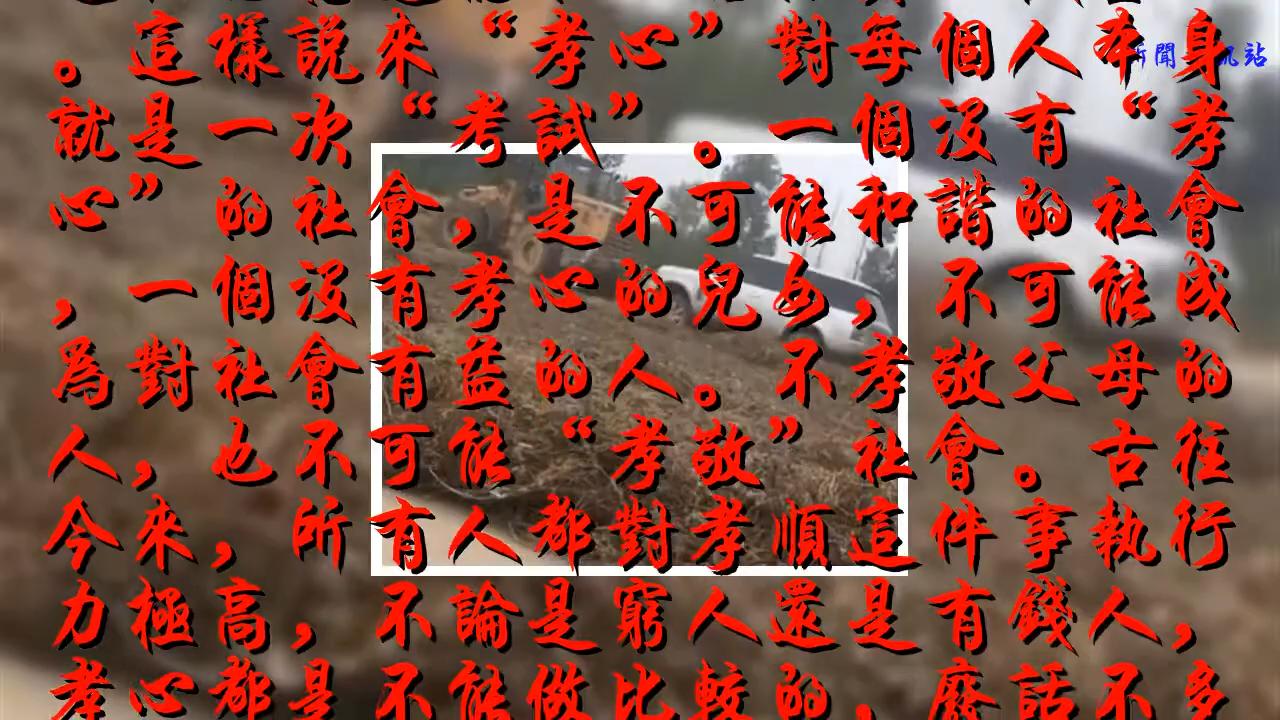 。這樣説來“孝心”對每個人本身
就是一次“考試”。一個沒有“孝
心”的社會，是不可能和諧的社會
，一個沒有孝心的兒女，不可能成
為對社會有益的人。不孝敬父母的
人，也不可能“孝敬”社會。古往
今來，所有人都對孝順這件事執行
力極高，不論是窮人還是有錢人，
孝心都是不能做比較的，廢話不多